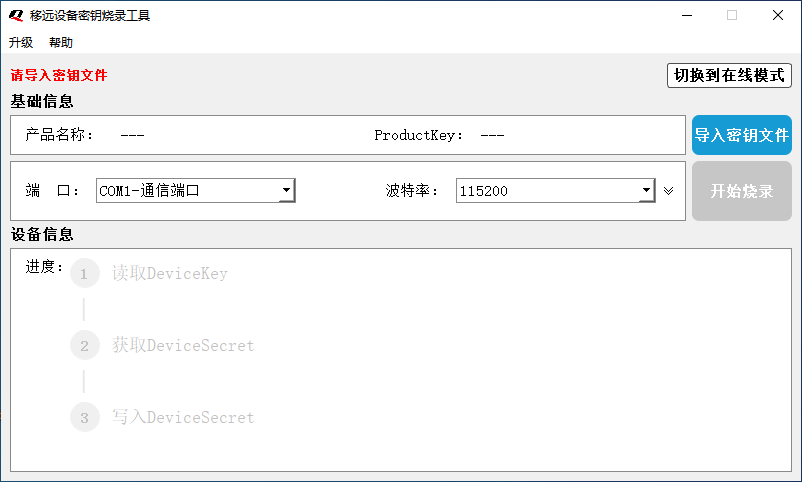 移远设备密钥烧录工具
升级 帮助
请导入密钥文件 切换到在线模式
基础信息
产品名称: --- ProductKey: --- 导入密钥文件
端 口: COM1-通信端口 波特率: 115200 开始烧录
设备信息
进度: 1 读取DeviceKey
2 获取DeviceSecret
3 写入DeviceSecret